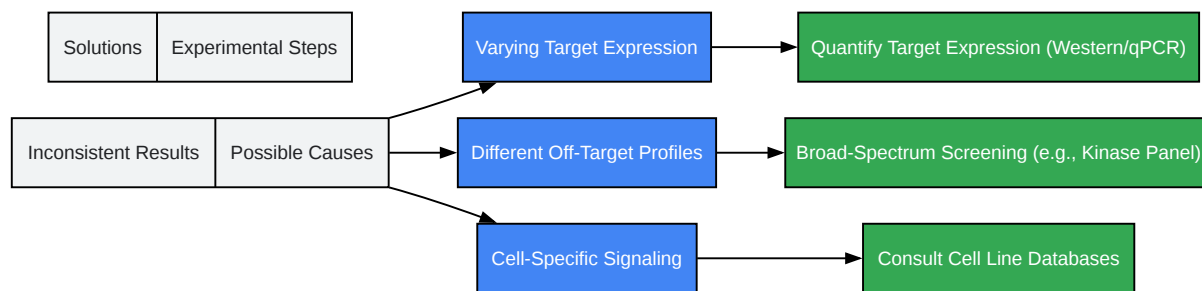 Solutions
Experimental Steps
Varying Target Expression
Quantify Target Expression (Western/qPCR)
Inconsistent Results
Possible Causes
Different Off-Target Profiles
Broad-Spectrum Screening (e.g., Kinase Panel)
Cell-Specific Signaling
Consult Cell Line Databases